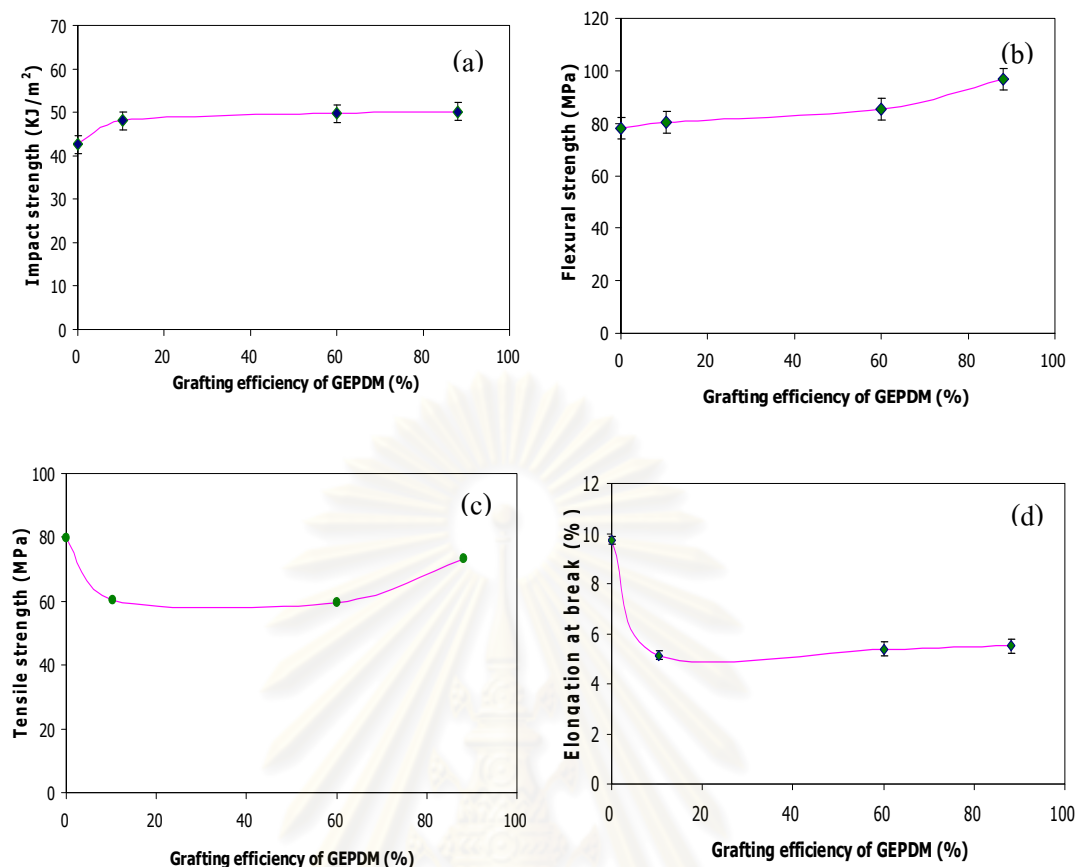 70
60
50
40
30
20
10
0
Impact strength (KJ/m²)
(a)
0 20 40 60 80 100
Grafting efficiency of GEPDM (%)
120
100
80
60
40
20
0
Flexural strength (MPa)
(b)
0 20 40 60 80 100
Grafting efficiency of GEPDM (%)
100
80
60
40
20
0
Tensile strength (MPa)
(c)
0 20 40 60 80 100
Grafting efficiency of GEPDM (%)
12
10
8
6
4
2
0
Elongation at break (%)
(d)
0 20 40 60 80 100
Grafting efficiency of GEPDM (%)